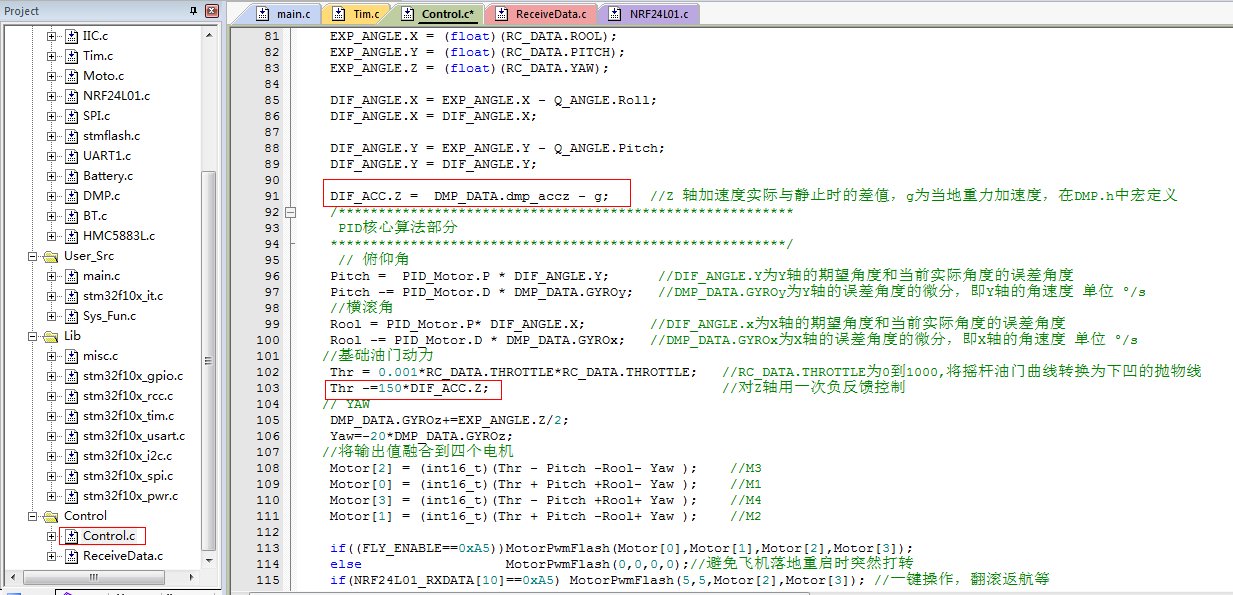 Project
main.c
Tim.c
Control.c*
ReceiveData.c
NRF24L01.c
IIC.c
Tim.c
Moto.c
NRF24L01.c
SPI.c
stmflash.c
UART1.c
Battery.c
DMP.c
BT.c
HMC5883L.c
User_Src
main.c
stm32f10x_it.c
Sys_Fun.c
Lib
misc.c
stm32f10x_gpio.c
stm32f10x_rcc.c
stm32f10x_tim.c
stm32f10x_usart.c
stm32f10x_i2c.c
stm32f10x_spi.c
stm32f10x_pwr.c
Control
Control.c
ReceiveData.c
81 EXP_ANGLE.X = (float)(RC_DATA.ROOL);
82 EXP_ANGLE.Y = (float)(RC_DATA.PITCH);
83 EXP_ANGLE.Z = (float)(RC_DATA.YAW);
84
85 DIF_ANGLE.X = EXP_ANGLE.X - Q_ANGLE.Roll;
86 DIF_ANGLE.X = DIF_ANGLE.X;
87
88 DIF_ANGLE.Y = EXP_ANGLE.Y - Q_ANGLE.Pitch;
89 DIF_ANGLE.Y = DIF_ANGLE.Y;
90
91 DIF_ACC.Z =  DMP_DATA.dmp_accz - g;     //Z 轴加速度实际与静止时的差值，g为当地重力加速度，在DMP.h中宏定义
92 /*********************************************************
93 PID核心算法部分
94 *********************************************************/
95 // 俯仰角
96 Pitch =  PID_Motor.P * DIF_ANGLE.Y;      //DIF_ANGLE.Y为Y轴的期望角度和当前实际角度的误差角度
97 Pitch -= PID_Motor.D * DMP_DATA.GYROy;   //DMP_DATA.GYROy为Y轴的误差角度的微分，即Y轴的角速度 单位 °/s
98 //横滚角
99 Rool = PID_Motor.P* DIF_ANGLE.X;        //DIF_ANGLE.x为X轴的期望角度和当前实际角度的误差角度
100 Rool -= PID_Motor.D * DMP_DATA.GYROx;   //DMP_DATA.GYROx为X轴的误差角度的微分，即X轴的角速度 单位 °/s
101 //基础油门动力
102 Thr = 0.001*RC_DATA.THROTTLE*RC_DATA.THROTTLE;   //RC_DATA.THROTTLE为0到1000,将摇杆油门曲线转换为下凹的抛物线
103 Thr -=150*DIF_ACC.Z;                             //对Z轴用一次负反馈控制
104 // YAW
105 DMP_DATA.GYROz+=EXP_ANGLE.Z/2;
106 Yaw=-20*DMP_DATA.GYROz;
107 //将输出值融合到四个电机
108 Motor[2] = (int16_t)(Thr - Pitch -Rool- Yaw );    //M3
109 Motor[0] = (int16_t)(Thr + Pitch +Rool- Yaw );    //M1
110 Motor[3] = (int16_t)(Thr - Pitch +Rool+ Yaw );    //M4
111 Motor[1] = (int16_t)(Thr + Pitch -Rool+ Yaw );    //M2
112
113 if((FLY_ENABLE==0xA5))MotorPwmFlash(Motor[0],Motor[1],Motor[2],Motor[3]);
114 else                  MotorPwmFlash(0,0,0,0);//避免飞机落地重启时突然打转
115 if(NRF24L01_RXDATA[10]==0xA5) MotorPwmFlash(5,5,Motor[2],Motor[3]); //一键操作，翻滚返航等